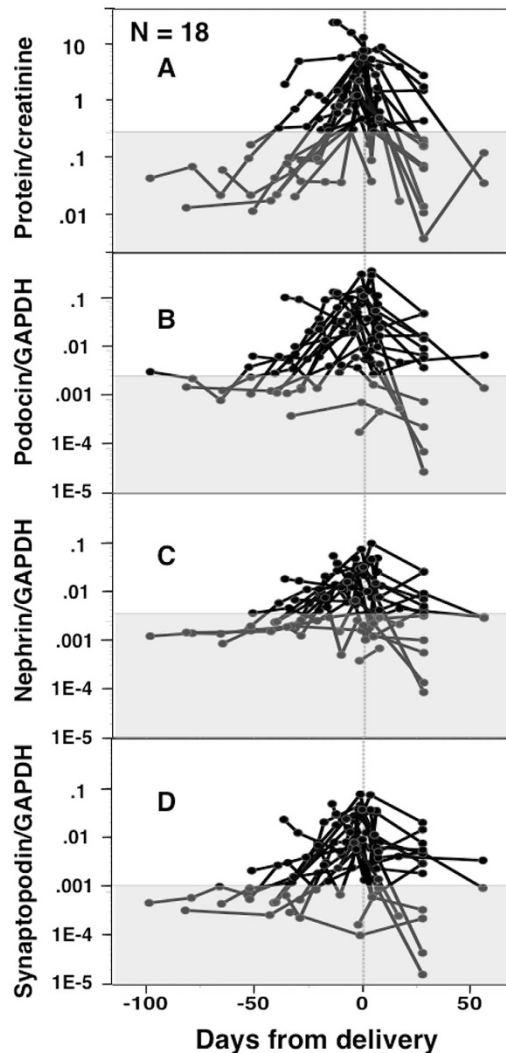 N = 18
A
Protein/creatinine
10
1
.1
.01
B
Podocin/GAPDH
.1
.01
.001
1E-4
1E-5
C
Nephrin/GAPDH
.1
.01
.001
1E-4
1E-5
D
Synaptopodin/GAPDH
.1
.01
.001
1E-4
1E-5
-100 -50 0 50
Days from delivery